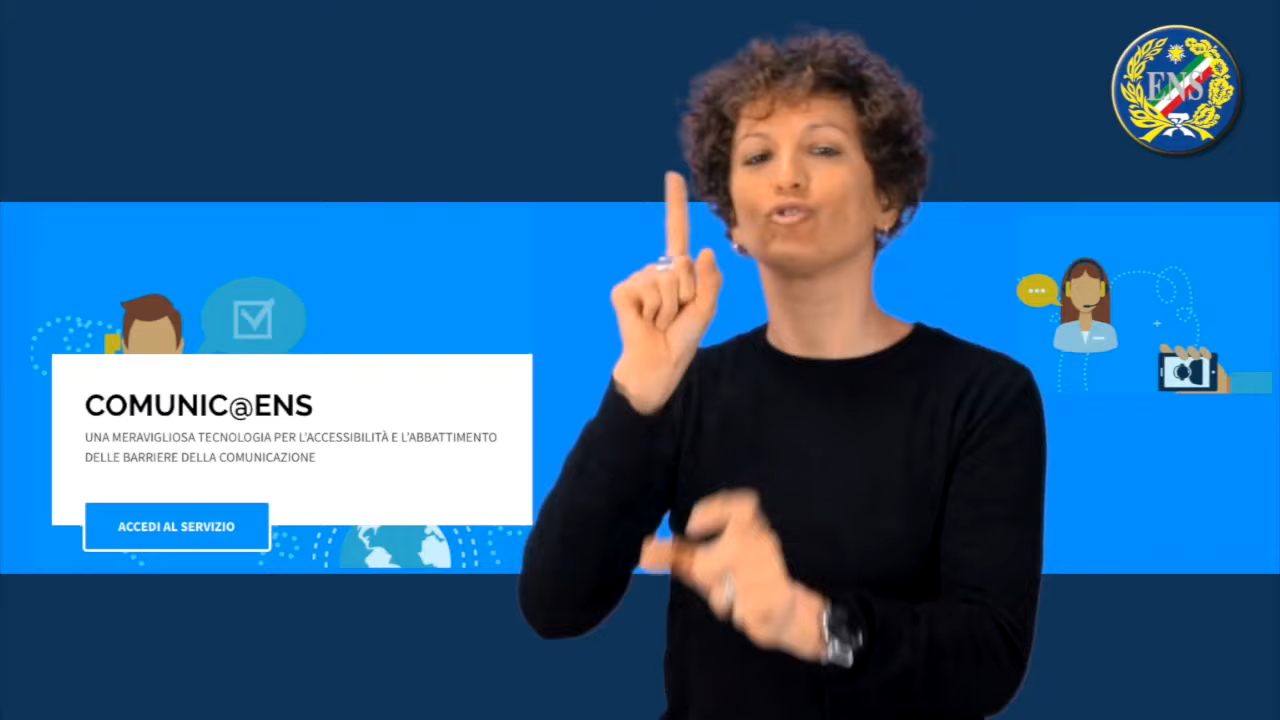 ENS
COMUNIC@ENS
UNA MERAVIGLIOSA TECNOLOGIA PER L'ACCESSIBILITÀ E L'ABBATTIMENTO
DELLE BARRIERE DELLA COMUNICAZIONE
ACCEDI AL SERVIZIO